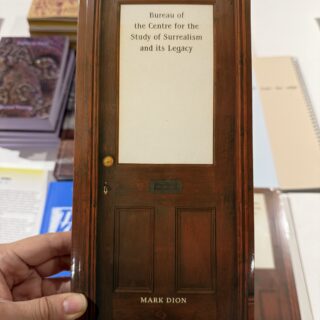 Bureau of
the Centre for the
Study of Surrealism
and its Legacy
MARK DION